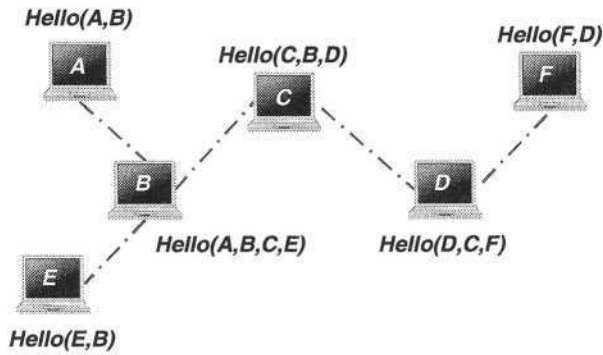 Hello(A,B)
A
Hello(C,B,D)
C
Hello(F,D)
F
B
Hello(A,B,C,E)
D
Hello(D,C,F)
E
Hello(E,B)